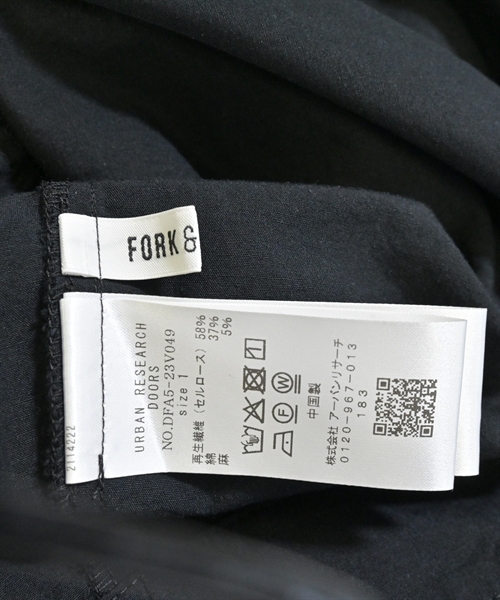 FORK &
URBAN RESEARCH
DOORS
NO.DFA5-23V049
size 1
再生繊維(セルロース) 58%
綿 37%
麻 5%
中国製
株式会社 アーバンリサーチ
0120-967-013
183
2114222